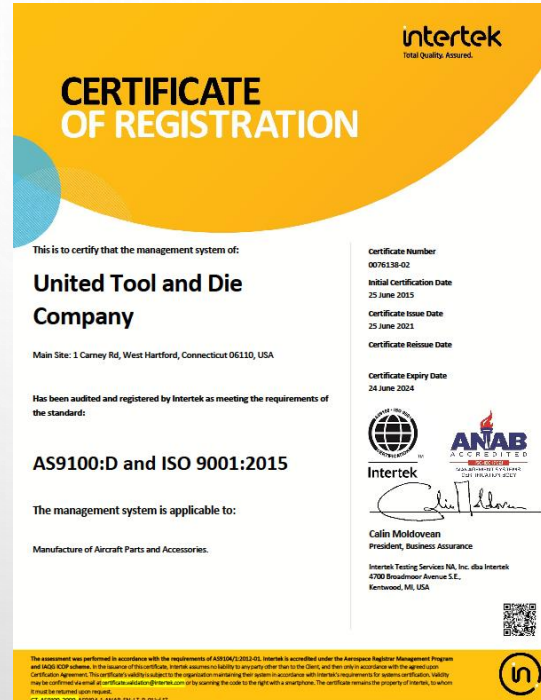 intertek
Total Quality. Assured.
CERTIFICATE
OF REGISTRATION
This is to certify that the management system of:
United Tool and Die
Company
Main Site: 1 Carney Rd, West Hartford, Connecticut 06110, USA
Has been audited and registered by Intertek as meeting the requirements of
the standard:
AS9100:D and ISO 9001:2015
The management system is applicable to:
Manufacture of Aircraft Parts and Accessories.
Certificate Number
0076138-02
Initial Certification Date
25 June 2015
Certificate Issue Date
25 June 2021
Certificate Reissue Date
Certificate Expiry Date
24 June 2024
Intertek
ANAB
ACCREDITED
MANAGEMENT SYSTEMS
CERTIFICATION BODY
Calin Moldovean
President, Business Assurance
Intertek Testing Services NA, Inc. dba Intertek
4700 Broadmoor Avenue S.E.,
Kentwood, MI, USA
The assessment was performed in accordance with the requirements of AS9104/1:2012-01. Intertek is accredited under the Aerospace Register Management Program
and IAQG ICOP scheme. In the issuance of this certificate, Intertek assumes no liability to any party other than to the Client, and then only in accordance with the agreed upon
Certification Agreement. This certificate's validity is subject to the organization maintaining their system in accordance with Intertek's requirements for systems certification. Validity
may be confirmed via email at certificate.validation@intertek.com or by scanning the code to the right with a smartphone. The certificate remains the property of Intertek, to whom
it must be returned upon request.
in